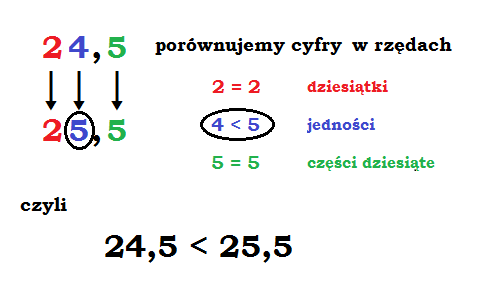 24,5 porównujemy cyfry w rzędach
2 = 2 dziesiątki
25,5 4 < 5 jedności
5 = 5 części dziesiąte
czyli
24,5 < 25,5